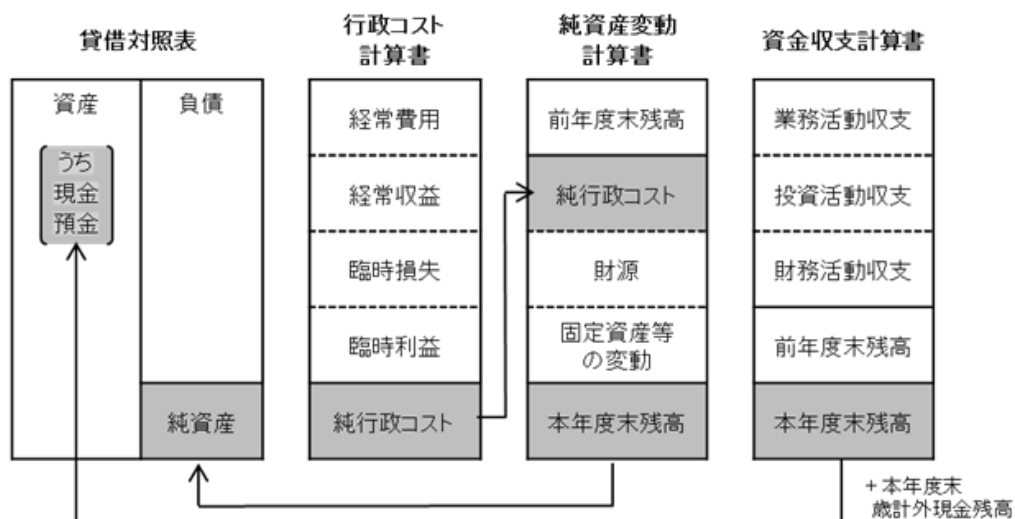 貸借対照表
行政コスト
計算書
純資産変動
計算書
資金収支計算書
資産
負債
うち
現金
預金
純資産
経常費用
経常収益
臨時損失
臨時利益
純行政コスト
前年度末残高
純行政コスト
財源
固定資産等
の変動
本年度末残高
業務活動収支
投資活動収支
財務活動収支
前年度末残高
本年度末残高
+本年度末
歳計外現金残高